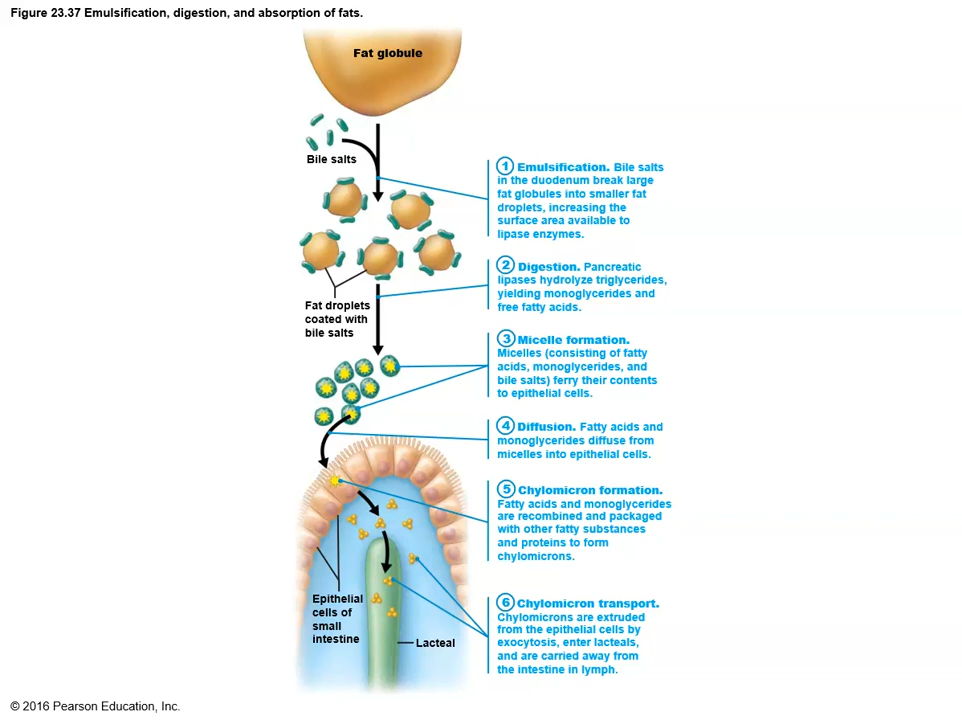 Figure 23.37 Emulsification, digestion, and absorption of fats.
Fat globule
Bile salts
1 Emulsification. Bile salts
in the duodenum break large
fat globules into smaller fat
droplets, increasing the
surface area available to
lipase enzymes.
2 Digestion. Pancreatic
lipases hydrolyze triglycerides,
yielding monoglycerides and
free fatty acids.
Fat droplets
coated with
bile salts
3 Micelle formation.
Micelles (consisting of fatty
acids, monoglycerides, and
bile salts) ferry their contents
to epithelial cells.
4 Diffusion. Fatty acids and
monoglycerides diffuse from
micelles into epithelial cells.
5 Chylomicron formation.
Fatty acids and monoglycerides
are recombined and packaged
with other fatty substances
and proteins to form
chylomicrons.
Epithelial
cells of
small
intestine
Lacteal
6 Chylomicron transport.
Chylomicrons are extruded
from the epithelial cells by
exocytosis, enter lacteals,
and are carried away from
the intestine in lymph.
© 2016 Pearson Education, Inc.